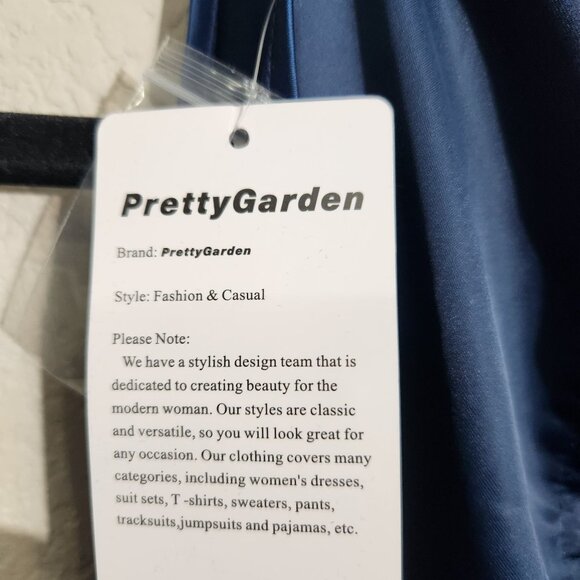 PrettyGarden
Brand: PrettyGarden
Style: Fashion & Casual
Please Note:
We have a stylish design team that is
dedicated to creating beauty for the
modern woman. Our styles are classic
and versatile, so you will look great for
any occasion. Our clothing covers many
categories, including women's dresses,
suit sets, T -shirts, sweaters, pants,
tracksuits,jumpsuits and pajamas, etc.